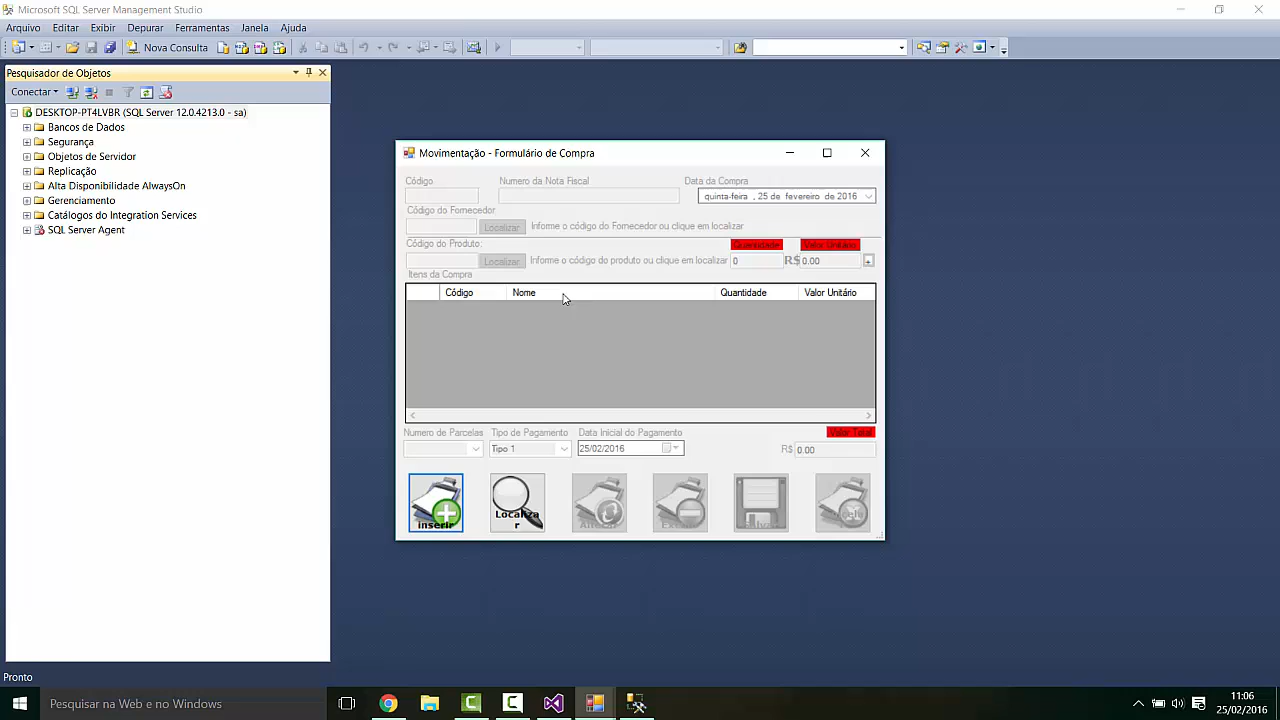 Microsoft SQL Server Management Studio
Arquivo Editar Exibir Depurar Ferramentas Janela Ajuda
Nova Consulta
Pesquisador de Objetos
Conectar
DESKTOP-PT4LVBR (SQL Server 12.0.4213.0 - sa)
Bancos de Dados
Segurança
Objetos de Servidor
Replicação
Alta Disponibilidade AlwaysOn
Gerenciamento
Catálogos do Integration Services
SQL Server Agent
Movimentação - Formulário de Compra
Código Numero da Nota Fiscal Data da Compra
quinta-feira , 25 de fevereiro de 2016
Código do Fornecedor
Localizar Informe o código do Fornecedor ou clique em localizar
Código do Produto: Quantidade Valor Unitário
Localizar Informe o código do produto ou clique em localizar 0 R$ 0.00 +
Itens da Compra
Código Nome Quantidade Valor Unitário
Numero de Parcelas Tipo de Pagamento Data Inicial do Pagamento Valor Total
Tipo 1 25/02/2016 R$ 0.00
Localiza
Inserir r
Pronto
Pesquisar na Web e no Windows
11:06
25/02/2016